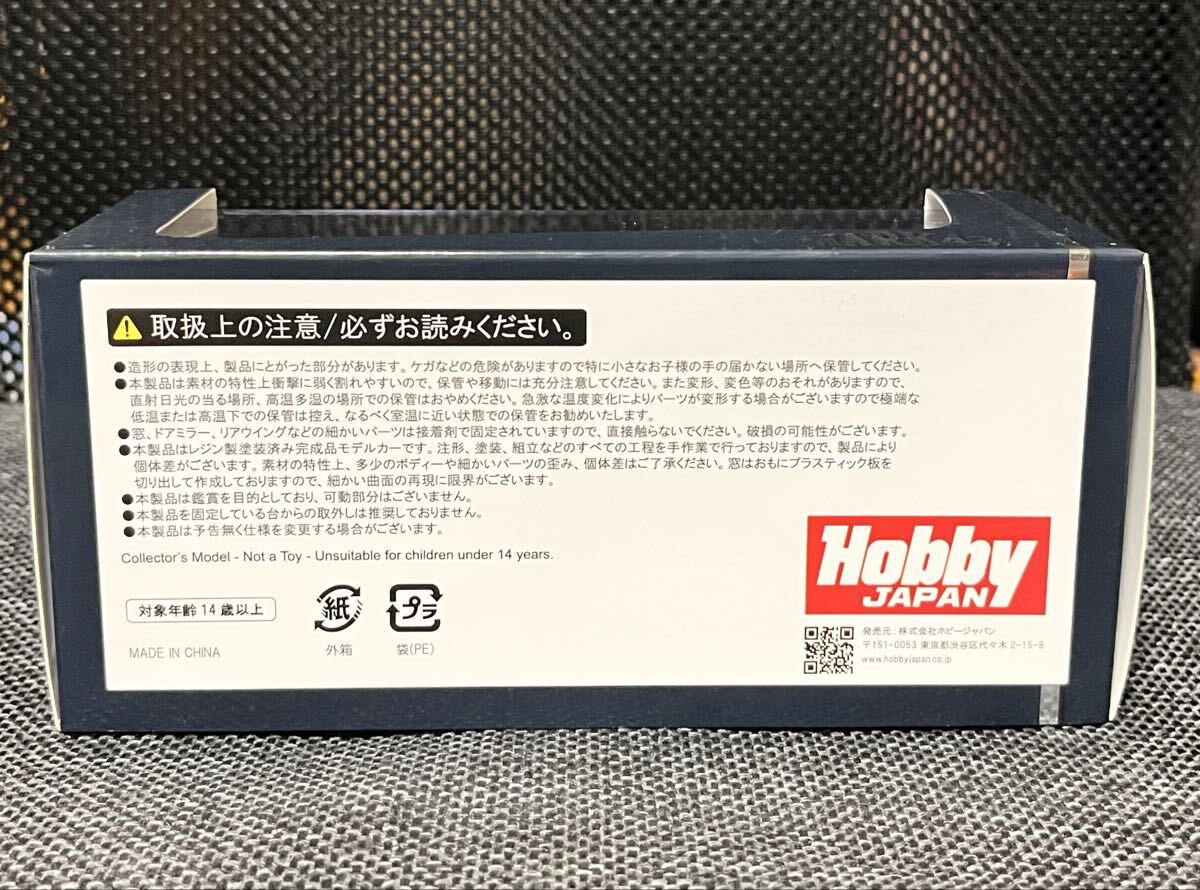 取扱上の注意/必ずお読みください。
●造形の表現上、製品にとがった部分があります。ケガなどの危険がありますので特に小さなお子様の手の届かない場所へ保管してください。
●本製品は素材の特性上衝撃に弱く割れやすいので、保管や移動には充分注意してください。また変形、変色等のおそれがありますので、
直射日光の当る場所、高温多湿の場所での保管はおやめください。急激な温度変化によりパーツが変形する場合がございますので極端な
低温または高温下での保管は控え、なるべく室温に近い状態での保管をお勧めいたします。
●窓、ドアミラー、リアウイングなどの細かいパーツは接着剤で固定されていますので、直接触らないでください。破損の可能性がございます。
●本製品はレジン製塗装済み完成品モデルカーです。注形、塗装、組立などのすべての工程を手作業で行っておりますので、製品により
個体差がございます。素材の特性上、多少のボディーや細かいパーツの歪み、個体差はご了承ください。窓はおもにプラスティック板を
切り出して作成しておりますので、細かい曲面の再現に限界がございます。
●本製品は鑑賞を目的としており、可動部分はございません。
●本製品を固定している台からの取外しは推奨しておりません。
●本製品は予告無く仕様を変更する場合がございます。
Collector's Model - Not a Toy - Unsuitable for children under 14 years.
対象年齢14歳以上
紙
外箱
プラ
袋(PE)
MADE IN CHINA
Hobby
JAPAN
発売元:株式会社ホビージャパン
〒151-0053 東京都渋谷区代々木 2-15-8
www.hobbyjapan.co.jp